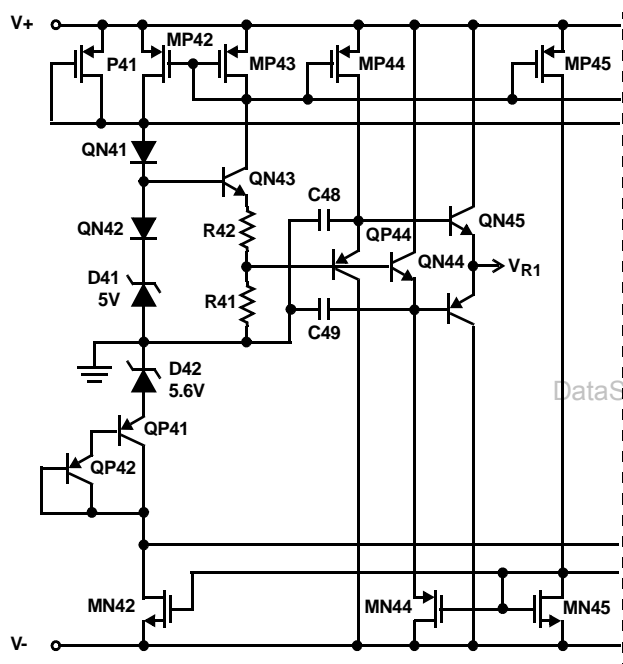 V+
P41
MP42
MP43
MP44
MP45
QN41
QN43
C48
QN45
QN42
R42
QP44
QN44
VR1
D41
5V
R41
C49
D42
5.6V
DataS
QP41
QP42
MN42
MN44
MN45
V-